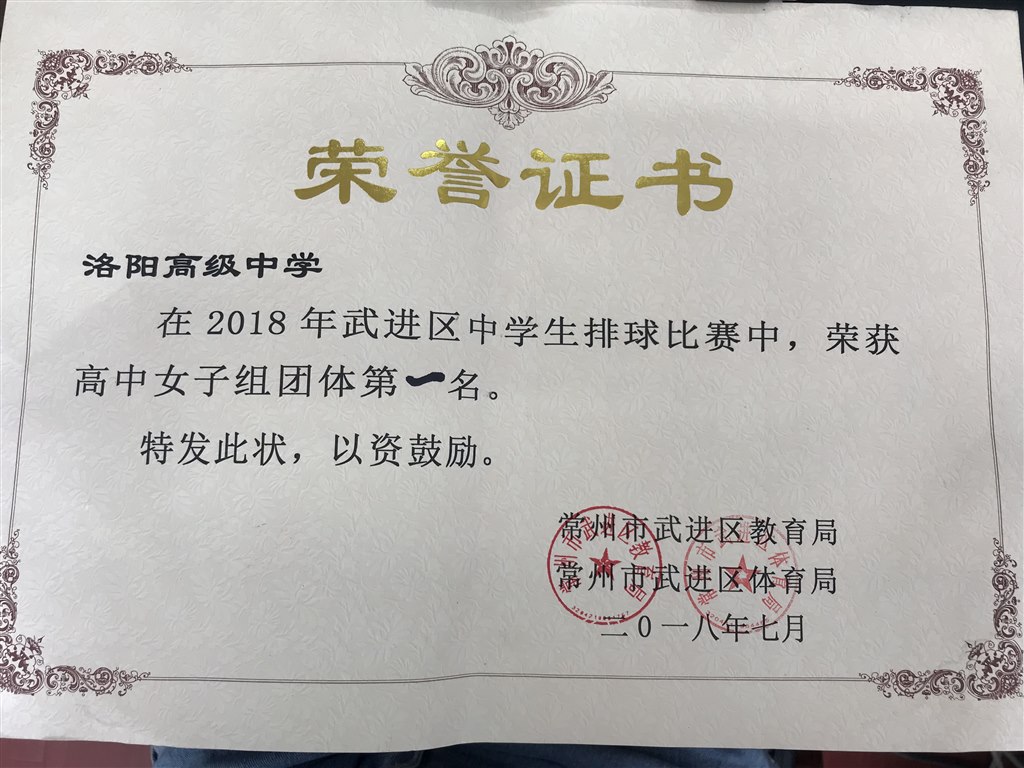 荣誉证书
洛阳高级中学
在 2018 年武进区中学生排球比赛中，荣获
高中女子组团体第一名。
特发此状，以资鼓励。
常州市武进区教育局
常州市武进区体育局
二0一八年七月